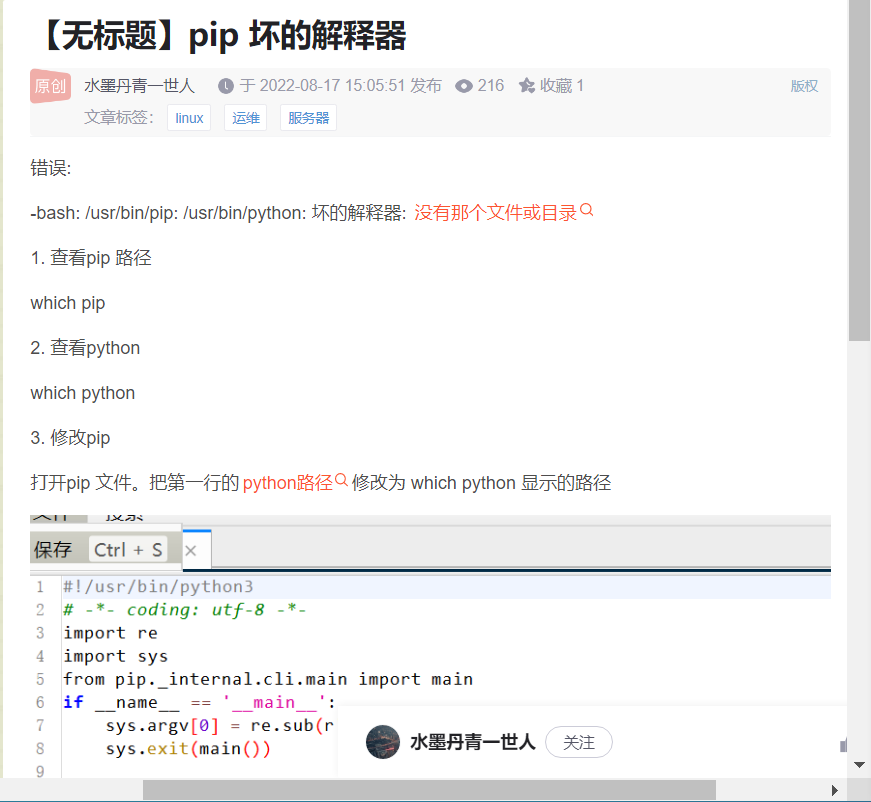 【无标题】pip 坏的解释器
原创 水墨丹青一世人 于 2022-08-17 15:05:51 发布 216 收藏 1 版权
文章标签： linux 运维 服务器
错误:
-bash: /usr/bin/pip: /usr/bin/python: 坏的解释器: 没有那个文件或目录
1. 查看pip 路径
which pip
2. 查看python
which python
3. 修改pip
打开pip 文件。把第一行的 python路径 修改为 which python 显示的路径
保存 Ctrl + S
1 #!/usr/bin/python3
2 # -*- coding: utf-8 -*-
3 import re
4 import sys
5 from pip._internal.cli.main import main
6 if __name__ == '__main__':
7 sys.argv[0] = re.sub(r
8 sys.exit(main())
9
水墨丹青一世人 关注